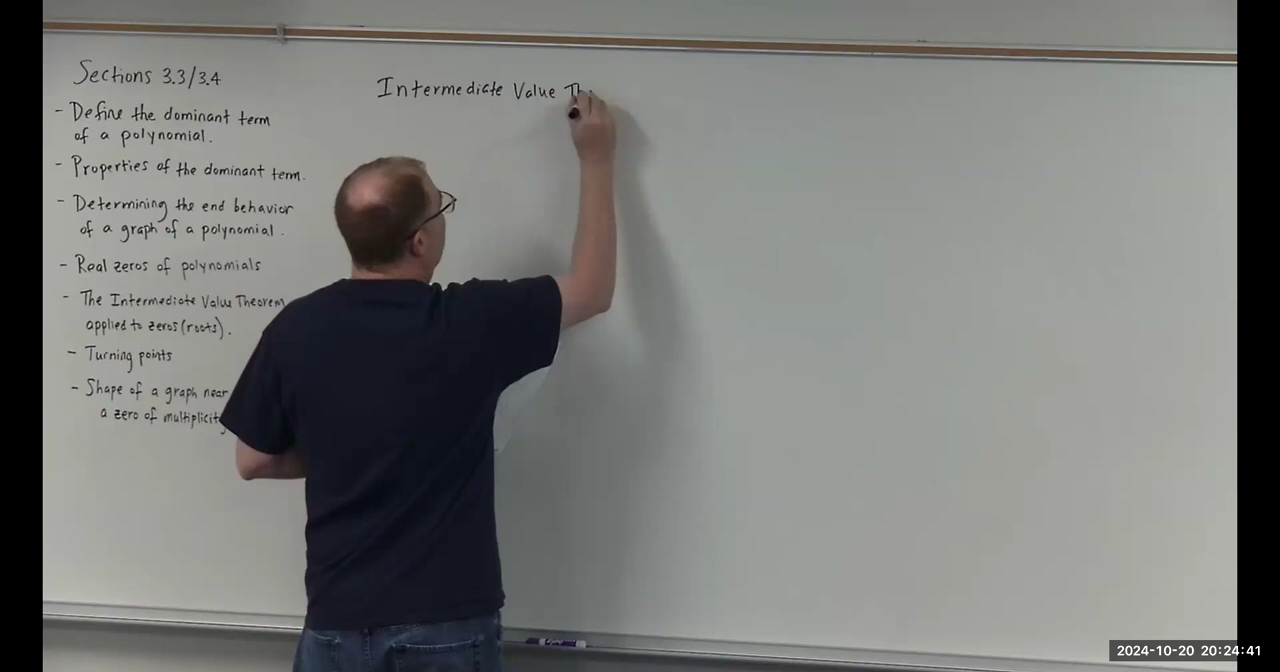 Sections 3.3/3.4
- Define the dominant term
of a polynomial.
- Properties of the dominant term.
- Determining the end behavior
of a graph of a polynomial.
- Real zeros of polynomials
- The Intermediate Value Theorem
applied to zeros (roots).
- Turning points
- Shape of a graph near
a zero of multiplicity
Intermediate Value Th
2024-10-20 20:24:41